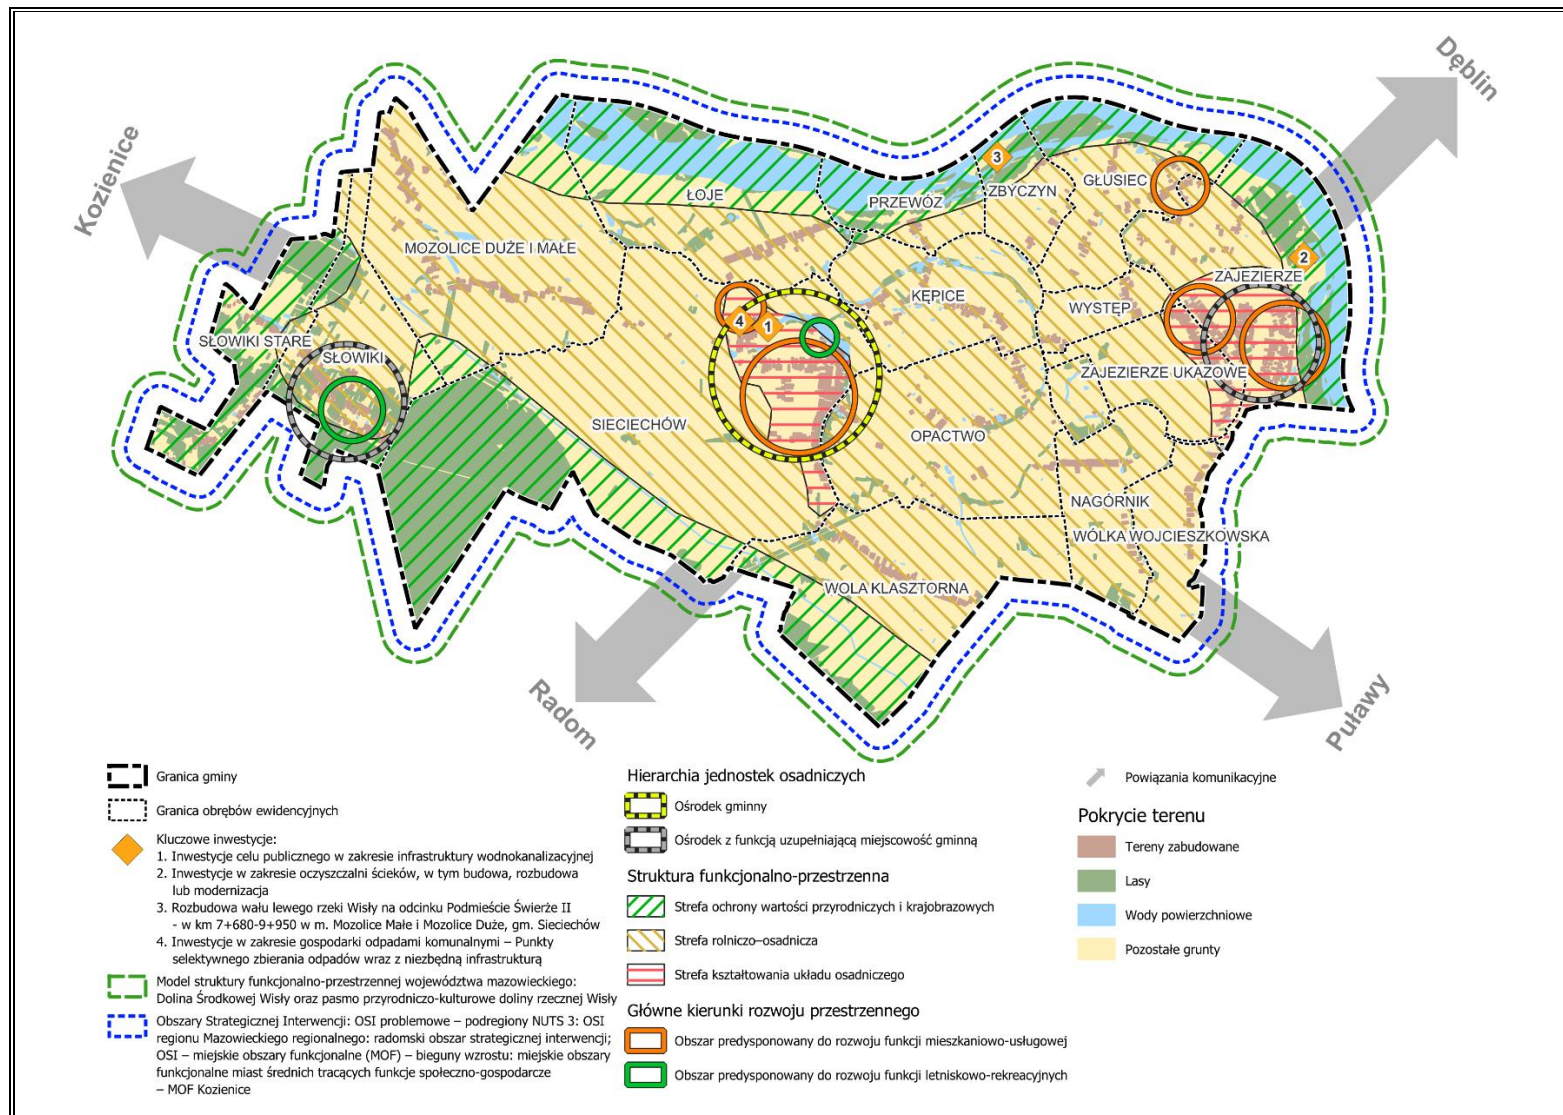 Dęblin
Kozienice
3
ŁOJE
PRZEWÓZ
ZBYCZYN
GŁUSIEC
MOZOLICE DUŻE I MAŁE
2
ZAJEZIERZE
KĘPICE
WYSTĘP
4
1
SŁOWIKI STARE
SŁOWIKI
ZAJEZIERZE UKAZOWE
SIECIECHÓW
OPACTWO
NAGÓRNIK
WÓLKA WOJCIESZKOWSKA
WOLA KLASZTORNA
Radom
Puławy
Granica gminy
Granica obrębów ewidencyjnych
Kluczowe inwestycje:
1. Inwestycje celu publicznego w zakresie infrastruktury wodnokanalizacyjnej
2. Inwestycje w zakresie oczyszczalni ścieków, w tym budowa, rozbudowa
lub modernizacja
3. Rozbudowa wału lewego rzeki Wisły na odcinku Podmieście Świerże II
- w km 7+680-9+950 w m. Mozolice Małe i Mozolice Duże, gm. Sieciechów
4. Inwestycje w zakresie gospodarki odpadami komunalnymi – Punkty
selektywnego zbierania odpadów wraz z niezbędną infrastrukturą
Model struktury funkcjonalno-przestrzennej województwa mazowieckiego:
Dolina Środkowej Wisły oraz pasmo przyrodniczo-kulturowe doliny rzecznej Wisły
Obszary Strategicznej Interwencji: OSI problemowe – podregiony NUTS 3: OSI
regionu Mazowieckiego regionalnego: radomski obszar strategicznej interwencji;
OSI – miejskie obszary funkcjonalne (MOF) – bieguny wzrostu: miejskie obszary
funkcjonalne miast średnich tracących funkcje społeczno-gospodarcze
– MOF Kozienice
Hierarchia jednostek osadniczych
Ośrodek gminny
Ośrodek z funkcją uzupełniającą miejscowość gminną
Struktura funkcjonalno-przestrzenna
Strefa ochrony wartości przyrodniczych i krajobrazowych
Strefa rolniczo–osadnicza
Strefa kształtowania układu osadniczego
Główne kierunki rozwoju przestrzennego
Obszar predysponowany do rozwoju funkcji mieszkaniowo-usługowej
Obszar predysponowany do rozwoju funkcji letniskowo-rekreacyjnych
Powiązania komunikacyjne
Pokrycie terenu
Tereny zabudowane
Lasy
Wody powierzchniowe
Pozostałe grunty